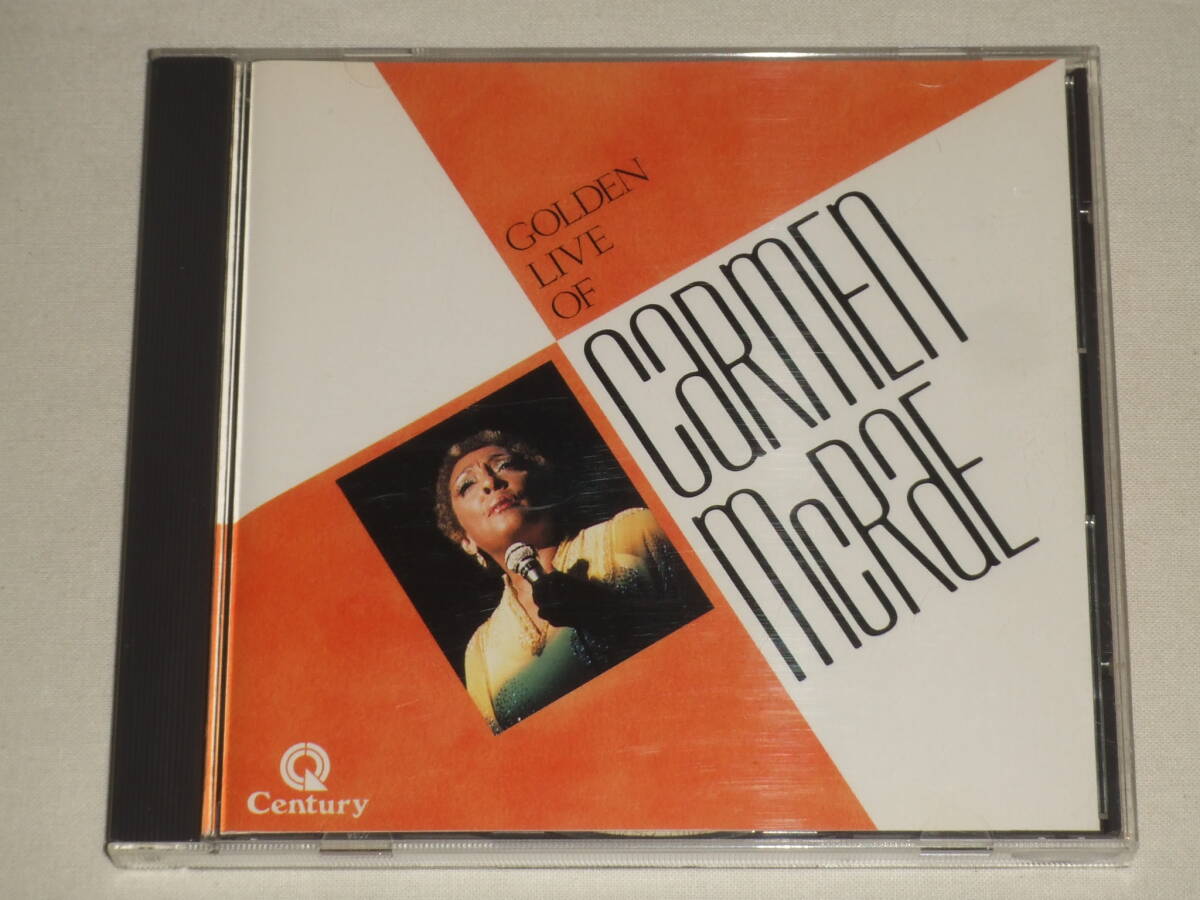 GOLDEN
LIVE
OF
CARMEN
McRAE
Century